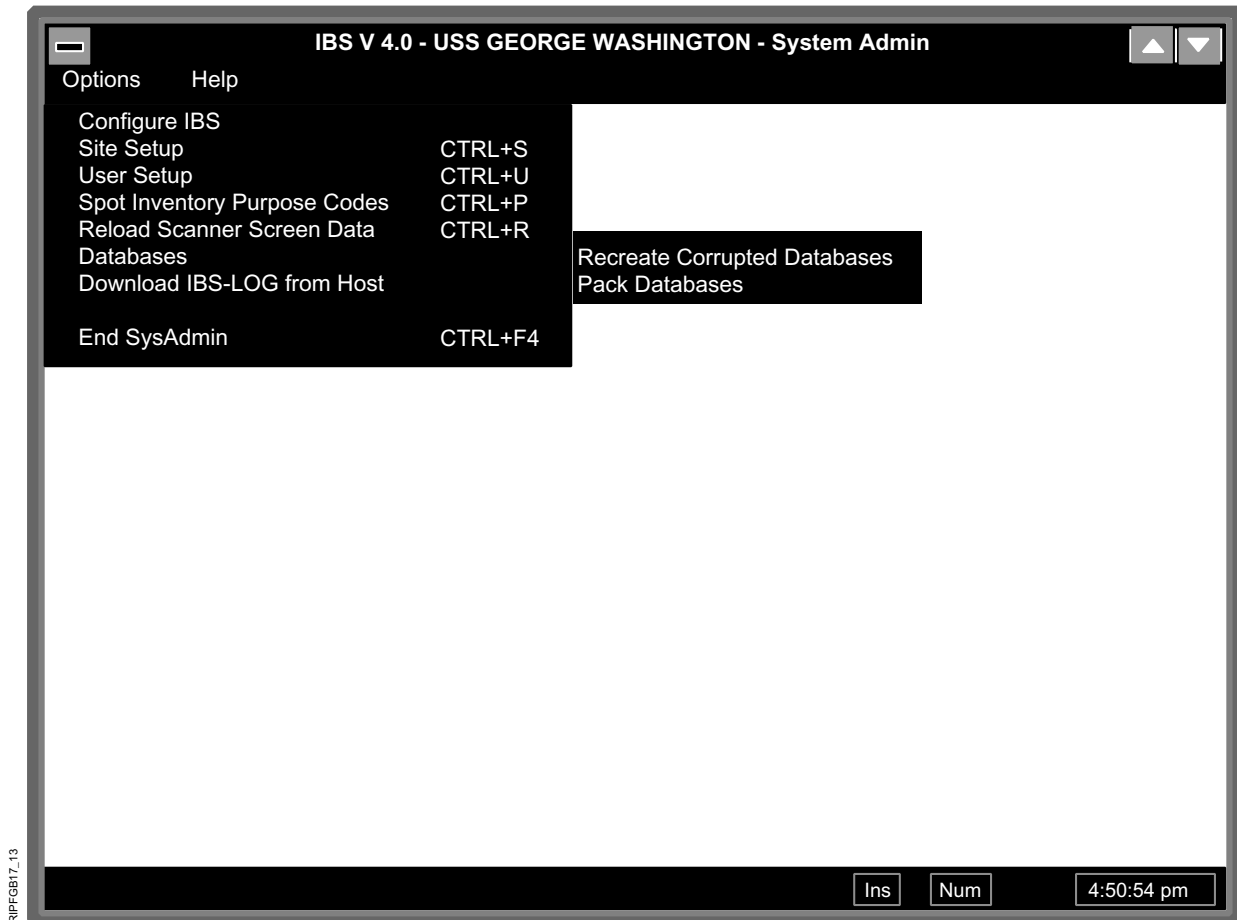 IBS V 4.0 - USS GEORGE WASHINGTON - System Admin
Options Help
Configure IBS
Site Setup CTRL+S
User Setup CTRL+U
Spot Inventory Purpose Codes CTRL+P
Reload Scanner Screen Data CTRL+R
Databases
Download IBS-LOG from Host
End SysAdmin CTRL+F4
Recreate Corrupted Databases
Pack Databases
Ins Num 4:50:54 pm
RIPFGB17_13